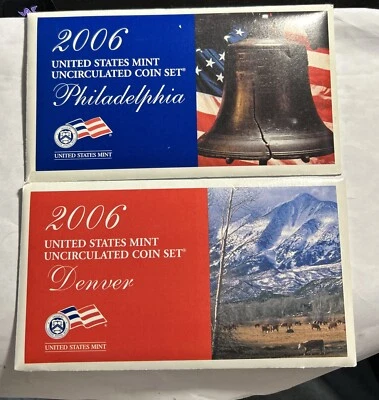 2006
UNITED STATES MINT
UNCIRCULATED COIN SET®
Philadelphia
UNITED STATES MINT
2006
UNITED STATES MINT
UNCIRCULATED COIN SET®
Denver
UNITED STATES MINT